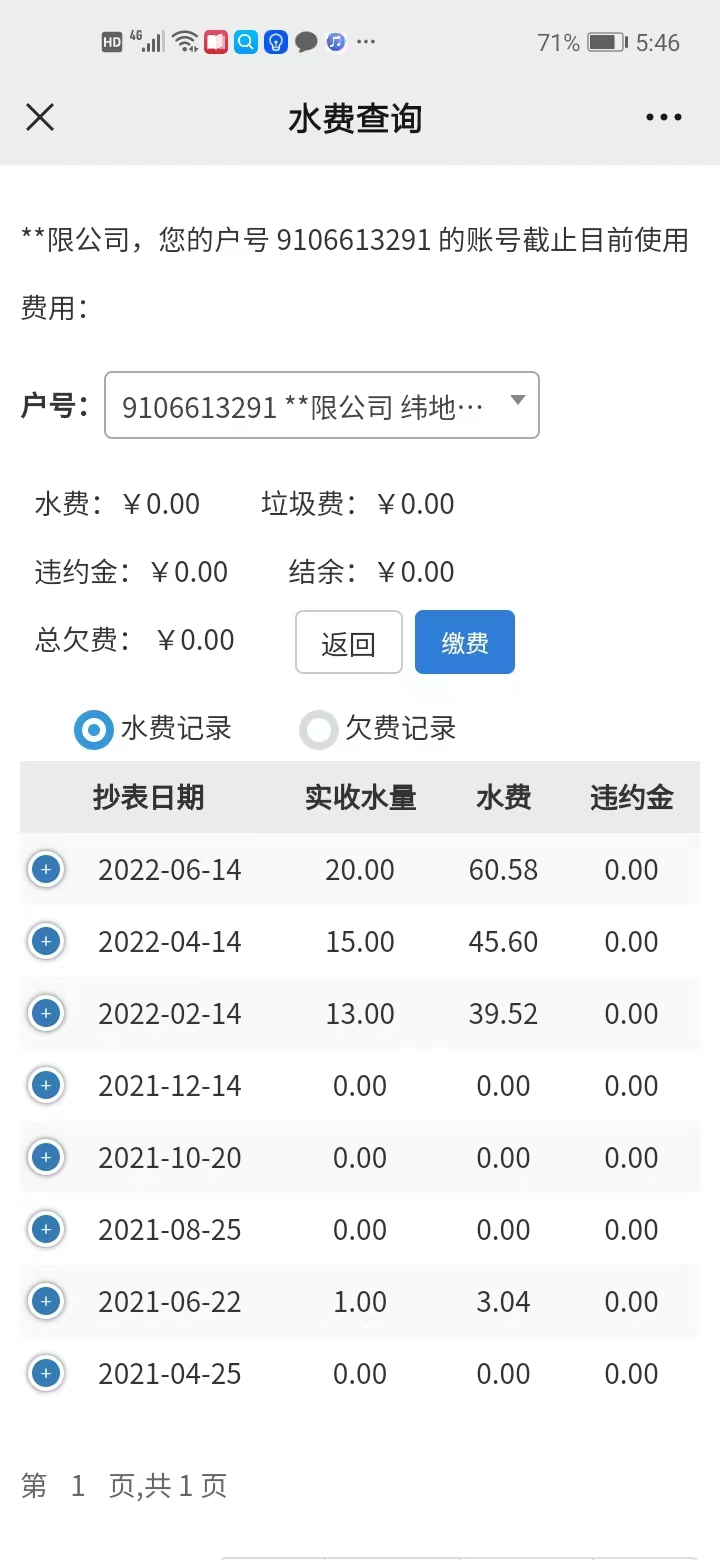 HD 4G 71% 5:46
水费查询
**限公司，您的户号 9106613291 的账号截止目前使用
费用：
户号： 9106613291 **限公司 纬地…
水费：￥0.00 垃圾费：￥0.00
违约金：￥0.00 结余：￥0.00
总欠费：￥0.00 返回 缴费
水费记录 欠费记录
抄表日期 实收水量 水费 违约金
2022-06-14 20.00 60.58 0.00
2022-04-14 15.00 45.60 0.00
2022-02-14 13.00 39.52 0.00
2021-12-14 0.00 0.00 0.00
2021-10-20 0.00 0.00 0.00
2021-08-25 0.00 0.00 0.00
2021-06-22 1.00 3.04 0.00
2021-04-25 0.00 0.00 0.00
第 1 页,共 1 页